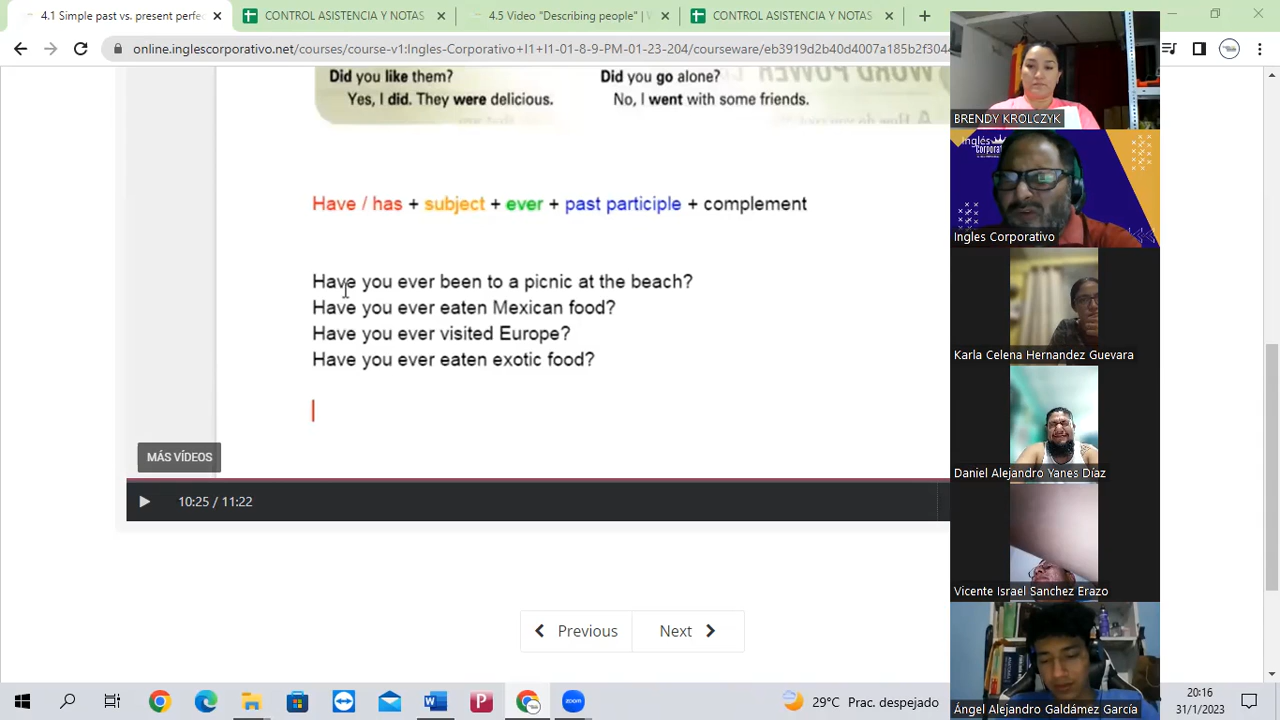 4.1 Video "Grammar focus -
4.5 Video "Describing people" | V
CONTROL ASISTENCIA Y NOTAS
CONTROL ASISTENCIA Y NOTAS
online.inglescorporativo.net/courses/course-v1:Ingles-Corporativo+I1+I1-01-8-9-PM-01-23-204/courseware/eb3919d2b40d4007a185b2f304
Did you like them?
Did you go alone?
Yes, I did. They were delicious.
No, I went with some friends.
Have / has + subject + ever + past participle + complement
Have you ever been to a picnic at the beach?
Have you ever eaten Mexican food?
Have you ever visited Europe?
Have you ever eaten exotic food?
MÁS VÍDEOS
10:25 / 11:22
Previous
Next
BRENDY KROLCZYK
Inglés
corporativo
Ingles Corporativo
Karla Celena Hernandez Guevara
Daniel Alejandro Yanes Díaz
Vicente Israel Sanchez Erazo
Ángel Alejandro Galdámez García
29°C Prac. despejado
20:16
31/1/2023